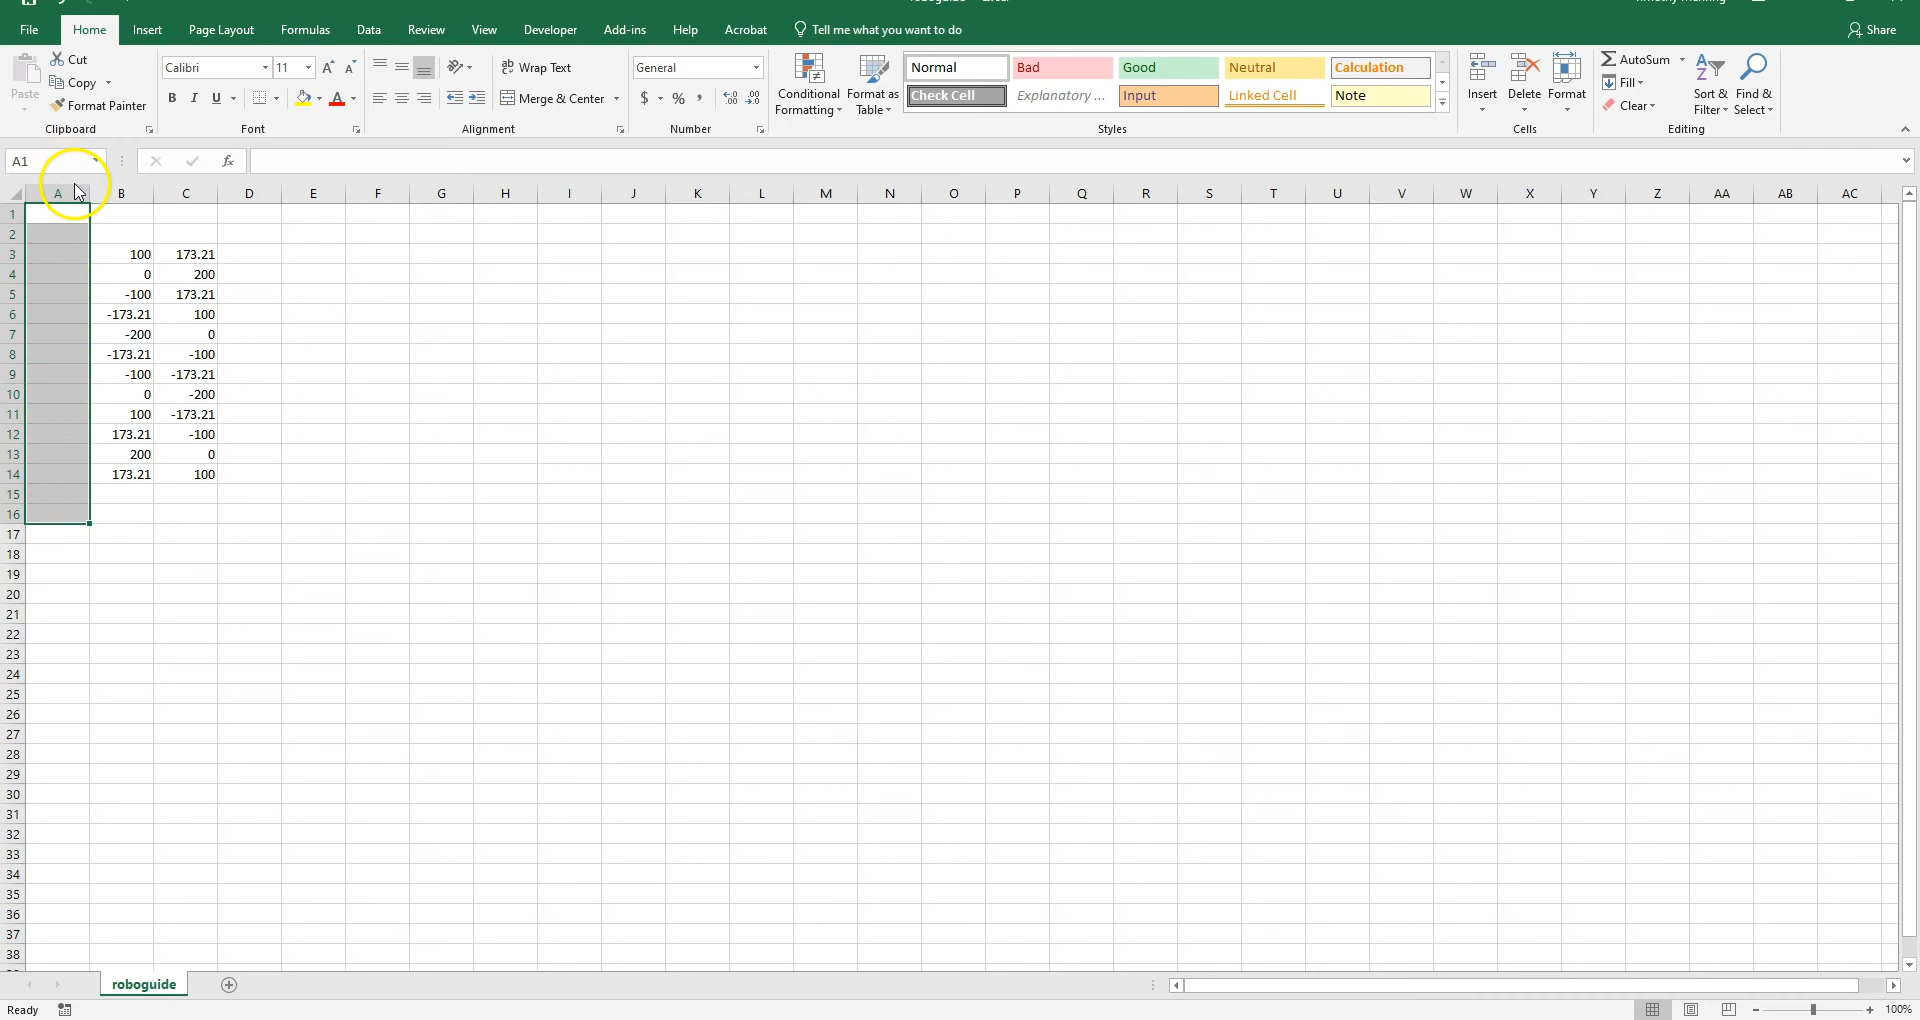 File Home Insert Page Layout Formulas Data Review View Developer Add-ins Help Acrobat Tell me what you want to do Share
Paste Cut Copy Format Painter Clipboard
Calibri 11 B I U Font
Wrap Text Merge & Center Alignment
General $ % , Number
Conditional Formatting Format as Table
Normal Bad Good Neutral Calculation
Check Cell Explanatory ... Input Linked Cell Note
Styles
Insert Delete Format Cells
AutoSum Fill Clear Sort & Filter Find & Select Editing
A1 fx
A B C D E F G H I J K L M N O P Q R S T U V W X Y Z AA AB AC
1
2
3 100 173.21
4 0 200
5 -100 173.21
6 -173.21 100
7 -200 0
8 -173.21 -100
9 -100 -173.21
10 0 -200
11 100 -173.21
12 173.21 -100
13 200 0
14 173.21 100
15
16
17
18
19
20
21
22
23
24
25
26
27
28
29
30
31
32
33
34
35
36
37
38
roboguide
Ready 100%